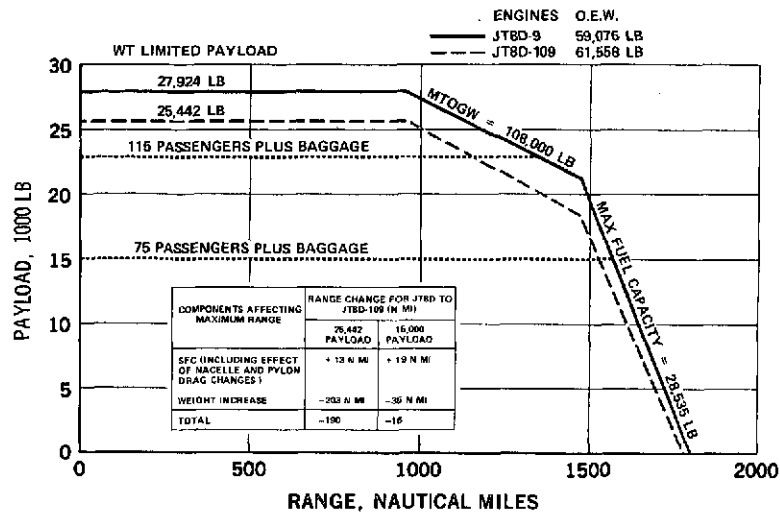 ENGINES O.E.W.
JT8D-9 59,076 LB
JT8D-109 61,558 LB
WT LIMITED PAYLOAD
30
25
20
15
10
5
0
PAYLOAD, 1000 LB
27,924 LB
25,442 LB
115 PASSENGERS PLUS BAGGAGE
75 PASSENGERS PLUS BAGGAGE
MTOGW = 108,000 LB
MAX FUEL CAPACITY = 28,535 LB
COMPONENTS AFFECTING
MAXIMUM RANGE
RANGE CHANGE FOR JT8D TO
JT8D-109 (N MI)
25,442
PAYLOAD
15,000
PAYLOAD
SFC (INCLUDING EFFECT
OF NACELLE AND PYLON
DRAG CHANGES)
+ 13 N MI
+ 19 N MI
WEIGHT INCREASE
-203 N MI
-35 N MI
TOTAL
-190
-16
0
500
1000
1500
2000
RANGE, NAUTICAL MILES